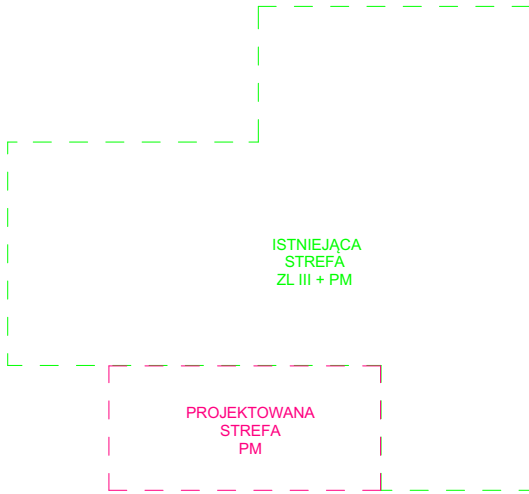 ISTNIEJĄCA
STREFA
ZL III + PM
PROJEKTOWANA
STREFA
PM